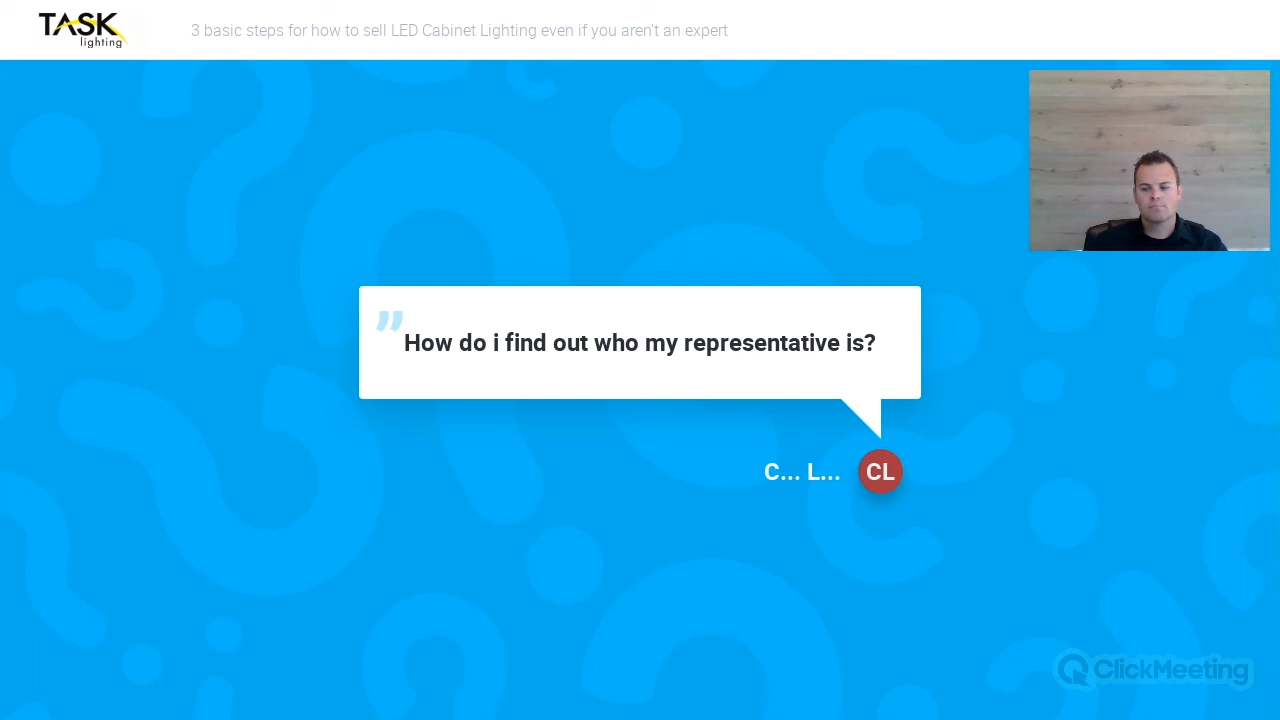 TASK
lighting
3 basic steps for how to sell LED Cabinet Lighting even if you aren't an expert
”
How do i find out who my representative is?
C... L...
CL
ClickMeeting